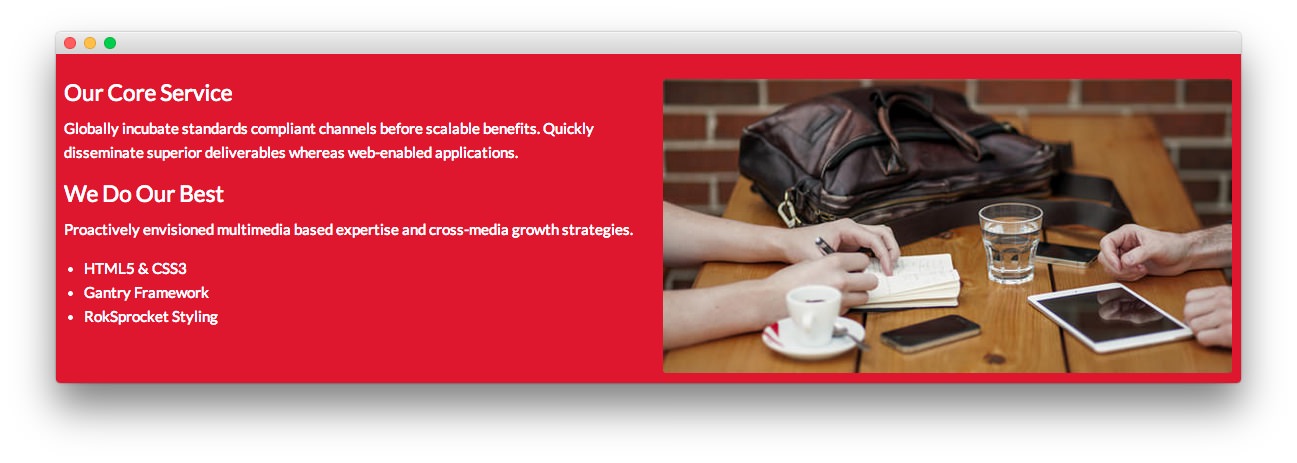 Our Core Service
Globally incubate standards compliant channels before scalable benefits. Quickly
disseminate superior deliverables whereas web-enabled applications.
We Do Our Best
Proactively envisioned multimedia based expertise and cross-media growth strategies.
• HTML5 & CSS3
• Gantry Framework
• RokSprocket Styling